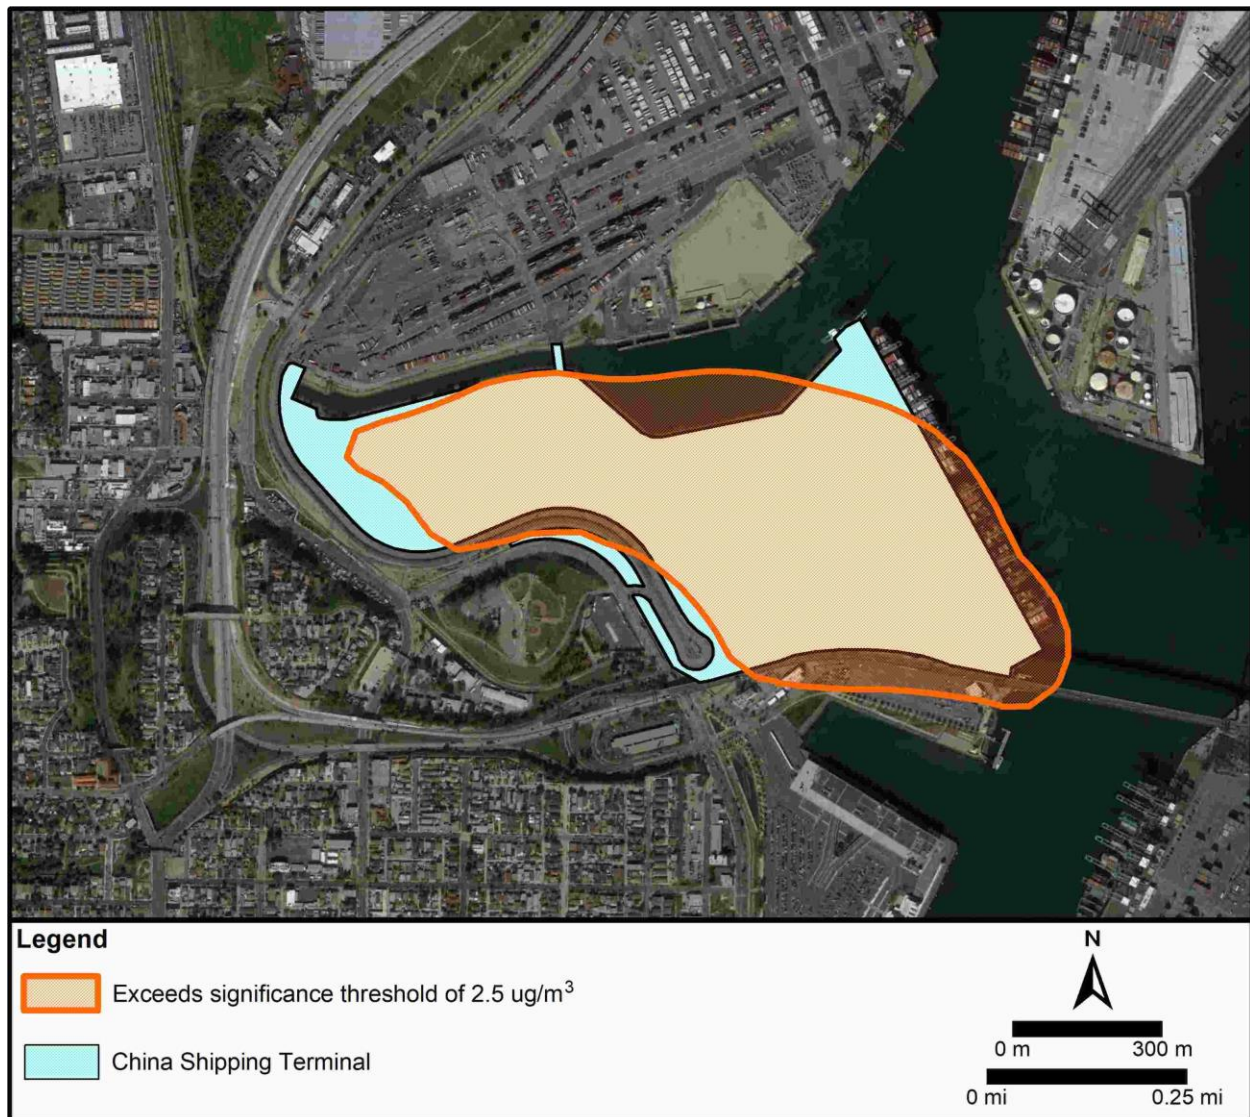 Legend
Exceeds significance threshold of 2.5 ug/m³
China Shipping Terminal
N
0 m 300 m
0 mi 0.25 mi